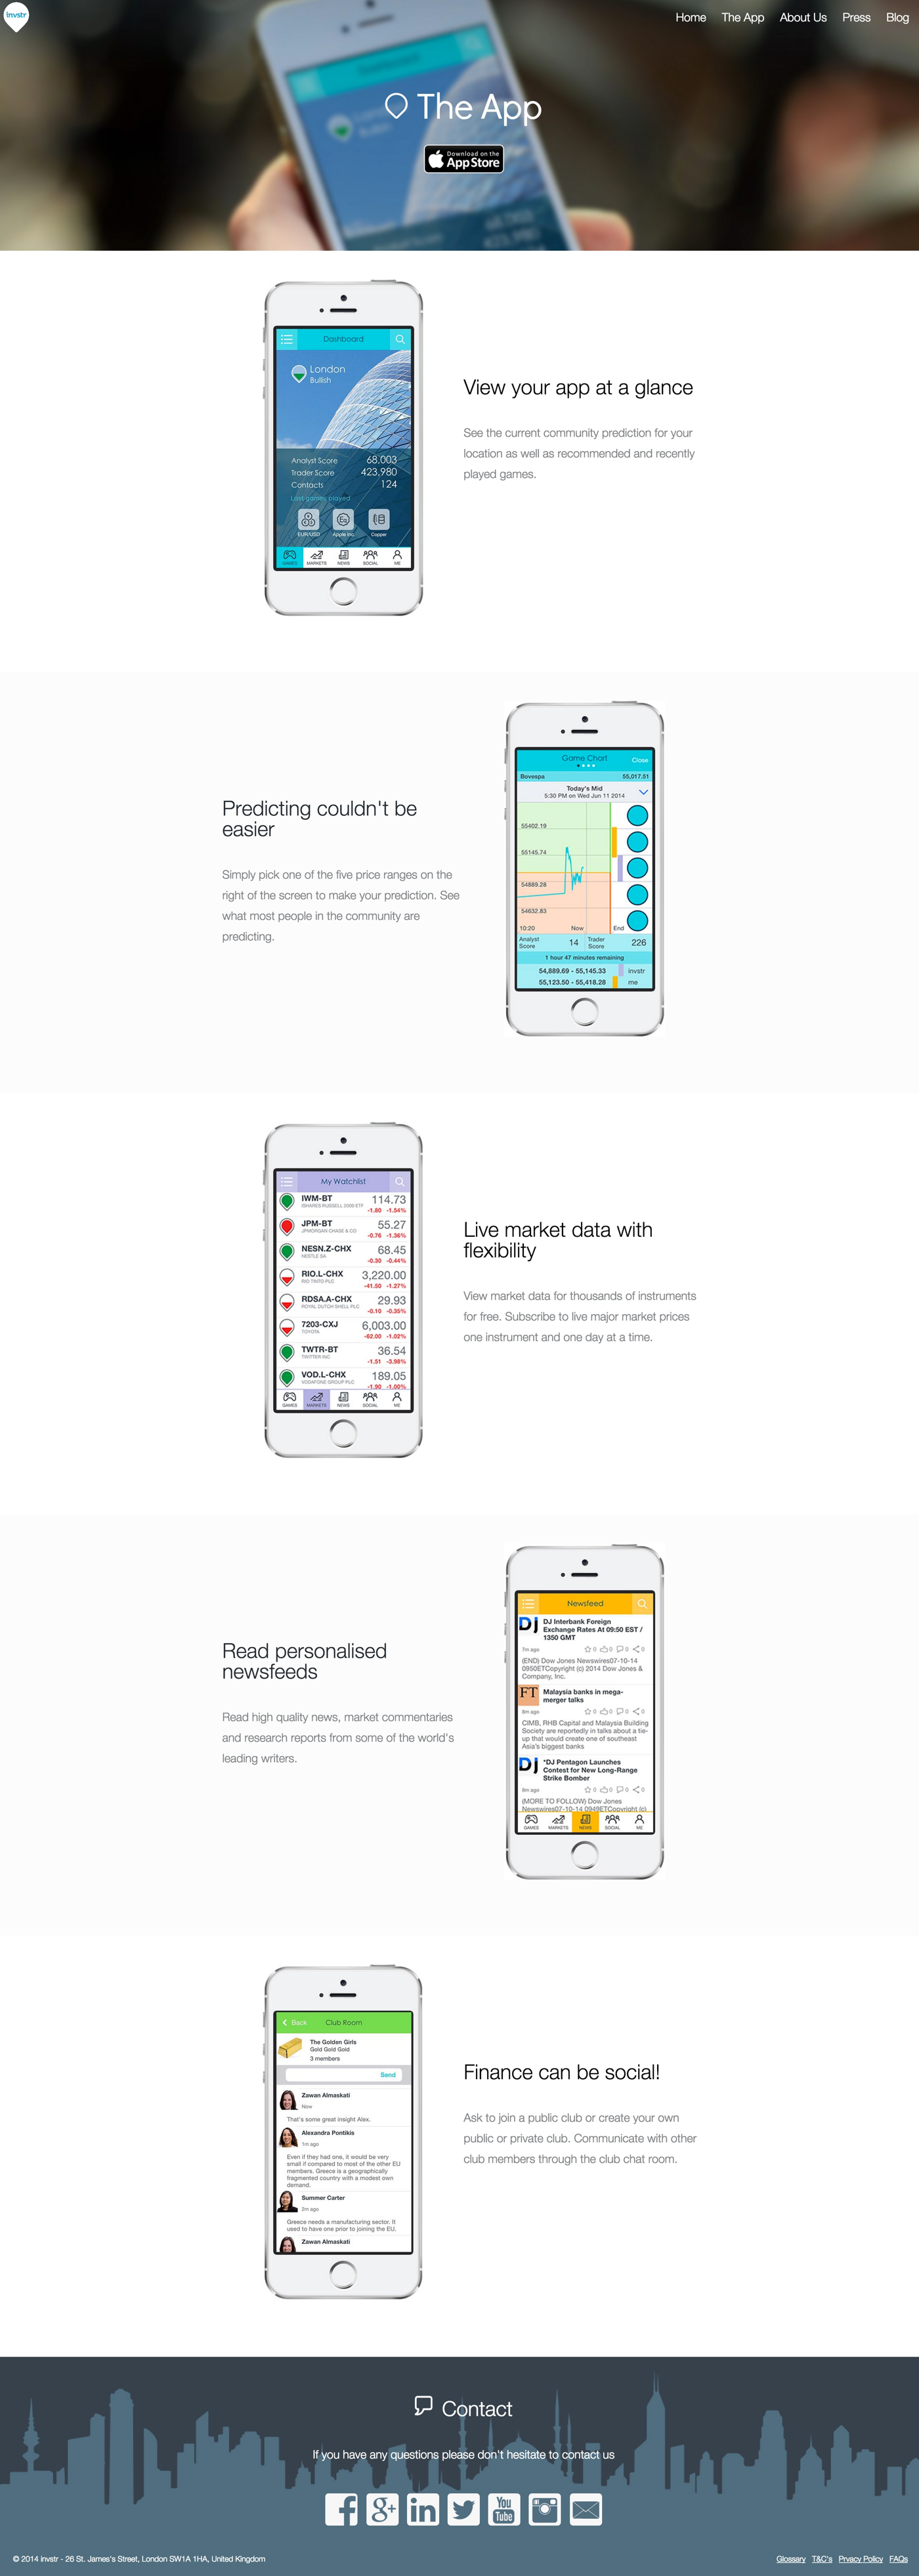 invstr
Home The App About Us Press Blog
The App
Download on the
App Store
Dashboard
London
Bullish
Analyst Score 68,003
Trader Score 423,980
Contacts 124
Last games played
EUR/USD Apple Inc. Copper
GAMES MARKETS NEWS SOCIAL ME
View your app at a glance
See the current community prediction for your
location as well as recommended and recently
played games.
Predicting couldn't be
easier
Simply pick one of the five price ranges on the
right of the screen to make your prediction. See
what most people in the community are
predicting.
Game Chart Close
Bovespa 55,017.51
Today's Mid
5:30 PM on Wed Jun 11 2014
55402.19
55145.74
54889.28
54632.83
10:20 Now End
Analyst Score 14 Trader Score 226
1 hour 47 minutes remaining
54,889.69 - 55,145.33 invstr
55,123.50 - 55,418.28 me
My Watchlist
IWM-BT 114.73
ISHARES RUSSELL 2000 ETF -1.80 -1.54%
JPM-BT 55.27
JPMORGAN CHASE & CO -0.76 -1.36%
NESN.Z-CHX 68.45
NESTLE SA -0.30 -0.44%
RIO.L-CHX 3,220.00
RIO TINTO PLC -41.50 -1.27%
RDSA.A-CHX 29.93
ROYAL DUTCH SHELL PLC -0.10 -0.35%
7203-CXJ 6,003.00
TOYOTA -62.00 -1.02%
TWTR-BT 36.54
TWITTER INC -1.51 -3.98%
VOD.L-CHX 189.05
VODAFONE GROUP PLC -1.90 -1.00%
GAMES MARKETS NEWS SOCIAL ME
Live market data with
flexibility
View market data for thousands of instruments
for free. Subscribe to live major market prices
one instrument and one day at a time.
Read personalised
newsfeeds
Read high quality news, market commentaries
and research reports from some of the world's
leading writers.
Newsfeed
DJ DJ Interbank Foreign
Exchange Rates At 09:50 EST /
1350 GMT
7m ago 0 0 0 0
(END) Dow Jones Newswires07-10-14
0950ETCopyright (c) 2014 Dow Jones &
Company, Inc.
FT Malaysia banks in mega-
merger talks
8m ago 0 0 0 0
CIMB, RHB Capital and Malaysia Building
Society are reportedly in talks about a tie-
up that would create one of southeast
Asia's biggest banks
DJ *DJ Pentagon Launches
Contest for New Long-Range
Strike Bomber
9m ago 0 0 0 0
(MORE TO FOLLOW) Dow Jones
Newswires07-10-14 0949ETCopyright (c)
GAMES MARKETS NEWS SOCIAL ME
Back Club Room
The Golden Girls
Gold Gold Gold
3 members
Send
Zawan Almaskati
Now
That's some great insight Alex.
Alexandra Pontikis
1m ago
Even if they had one, it would be very
small if compared to most of the other EU
members. Greece is a geographically
fragmented country with a modest own
demand.
Summer Carter
2m ago
Greece needs a manufacturing sector. It
used to have one prior to joining the EU.
Zawan Almaskati
Finance can be social!
Ask to join a public club or create your own
public or private club. Communicate with other
club members through the club chat room.
Contact
If you have any questions please don't hesitate to contact us
f g+ in You Tube
© 2014 invstr - 26 St. James's Street, London SW1A 1HA, United Kingdom
Glossary T&C's Privacy Policy FAQs